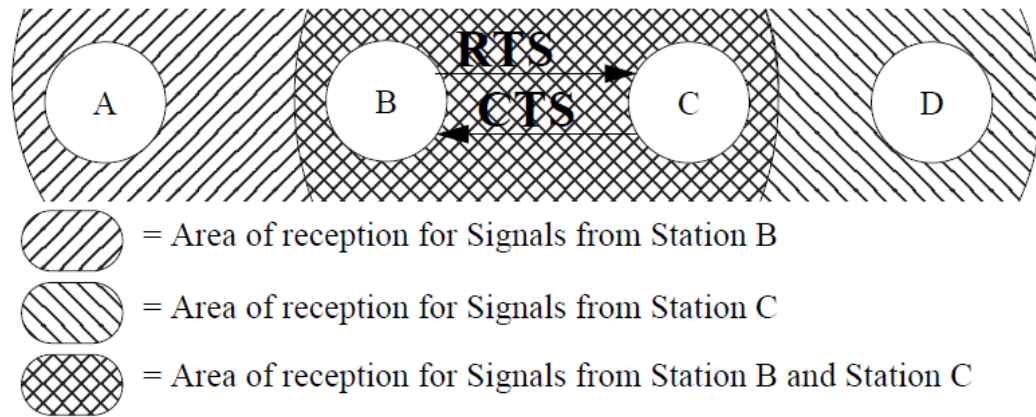 RTS
A B C D
CTS
= Area of reception for Signals from Station B
= Area of reception for Signals from Station C
= Area of reception for Signals from Station B and Station C